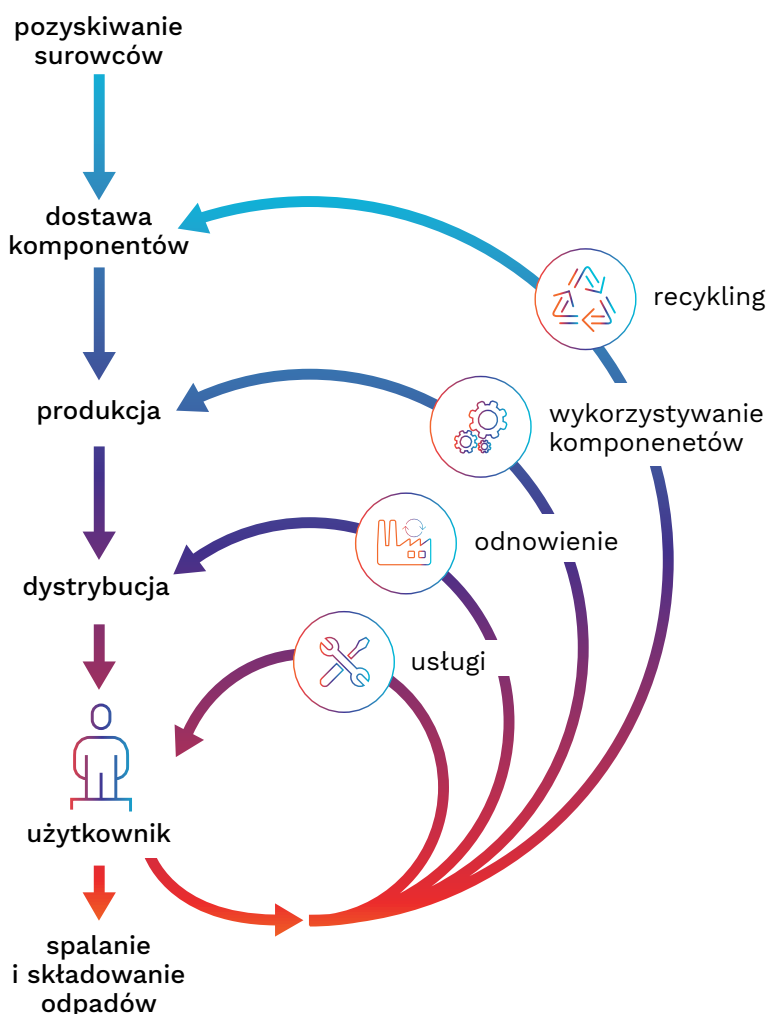 pozyskiwanie
surowców
dostawa
komponentów
recykling
produkcja
wykorzystywanie
komponenetów
odnowienie
dystrybucja
usługi
użytkownik
spalanie
i składowanie
odpadów